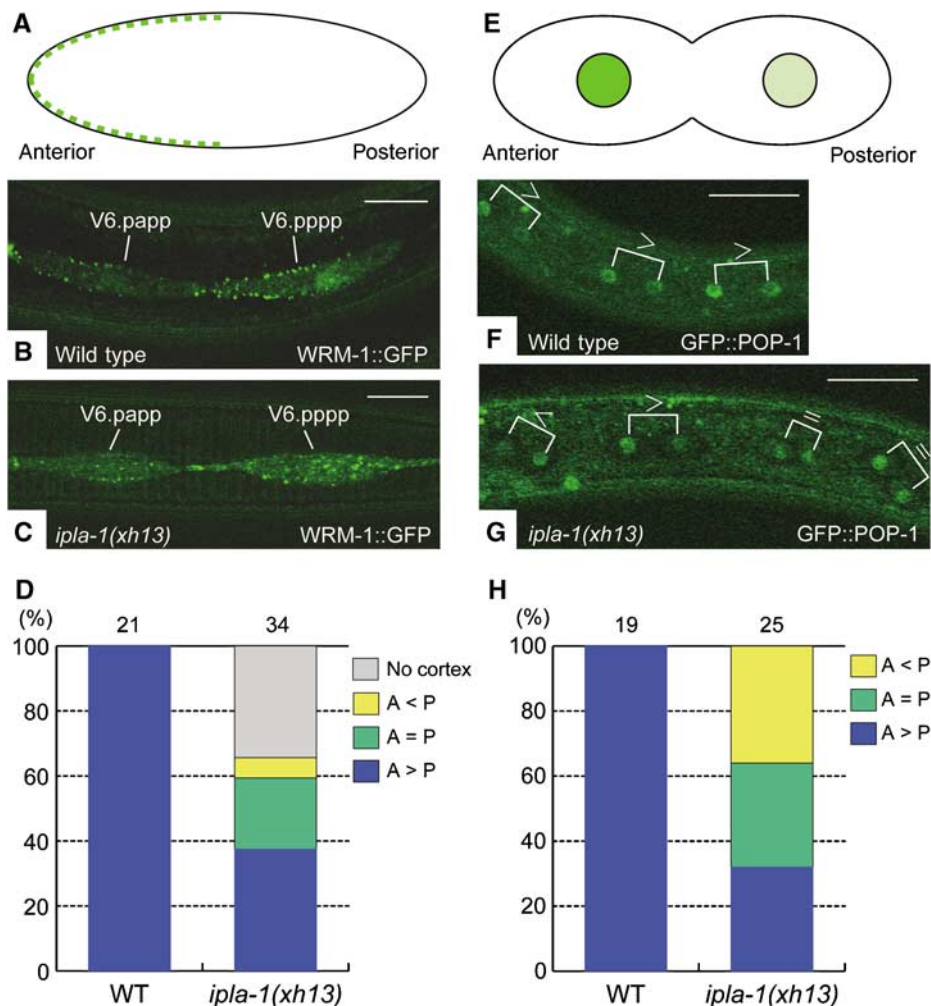 A
Anterior
Posterior
V6.papp
V6.pppp
B
Wild type
WRM-1::GFP
V6.papp
V6.pppp
C
ipla-1(xh13)
WRM-1::GFP
D
(%)
21
34
100
80
60
40
20
0
No cortex
A < P
A = P
A > P
WT
ipla-1(xh13)
E
Anterior
Posterior
>
>
>
F
Wild type
GFP::POP-1
<
>
=
=
G
ipla-1(xh13)
GFP::POP-1
H
(%)
19
25
100
80
60
40
20
0
A < P
A = P
A > P
WT
ipla-1(xh13)